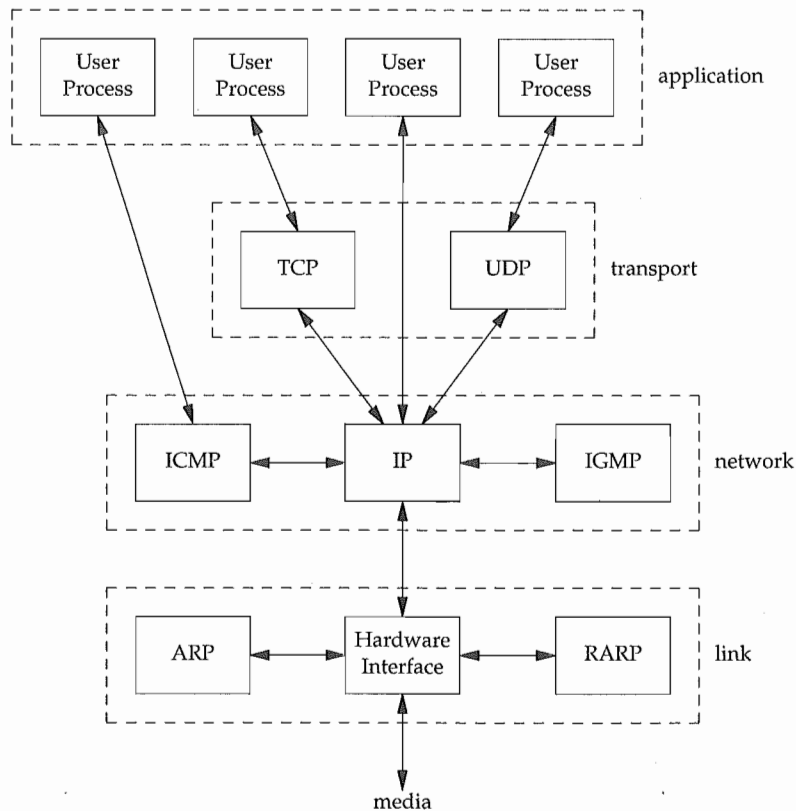 User Process
User Process
User Process
User Process
application
TCP
UDP
transport
ICMP
IP
IGMP
network
ARP
Hardware Interface
RARP
link
media